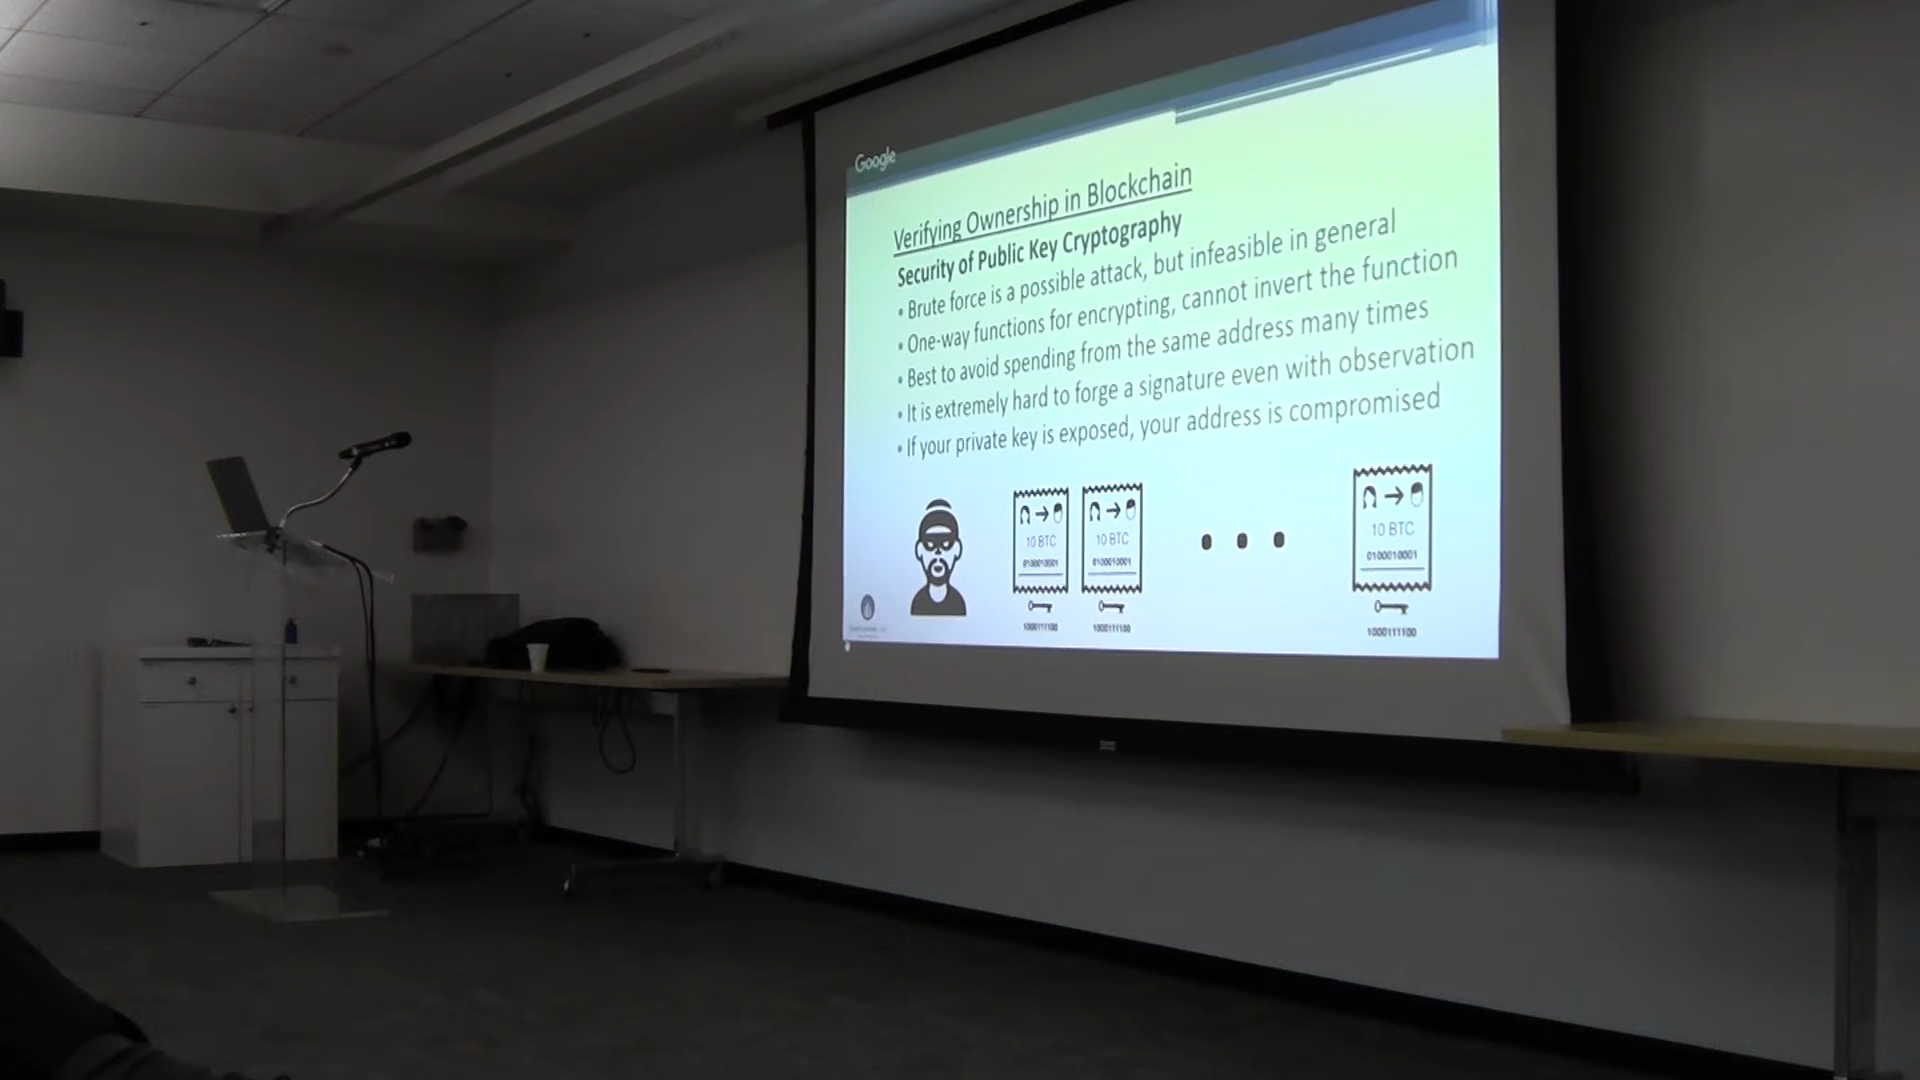 Google
Verifying Ownership in Blockchain
Security of Public Key Cryptography
• Brute force is a possible attack, but infeasible in general
• One-way functions for encrypting, cannot invert the function
• Best to avoid spending from the same address many times
• It is extremely hard to forge a signature even with observation
• If your private key is exposed, your address is compromised
10 BTC
0100010001
1000111100
10 BTC
0100010001
1000111100
10 BTC
0100010001
1000111100